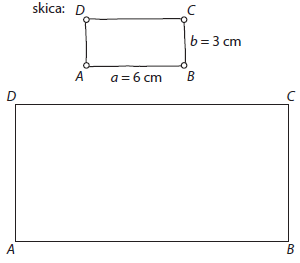 skica: D C
b = 3 cm
A a = 6 cm B
D C
A B